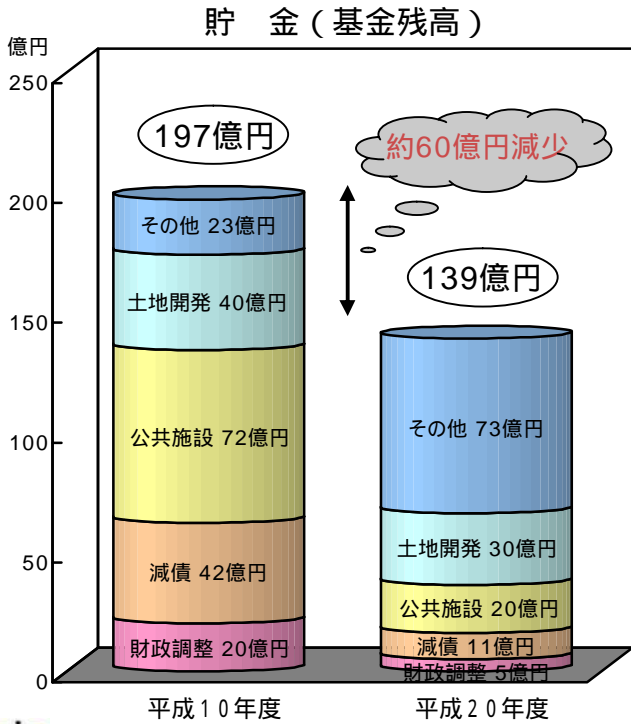 貯　金（基金残高）
億円
250
200
150
100
50
0
197億円
約60億円減少
139億円
その他 23億円
土地開発 40億円
公共施設 72億円
減債 42億円
財政調整 20億円
その他 73億円
土地開発 30億円
公共施設 20億円
減債 11億円
財政調整 5億円
平成１０年度
平成２０年度